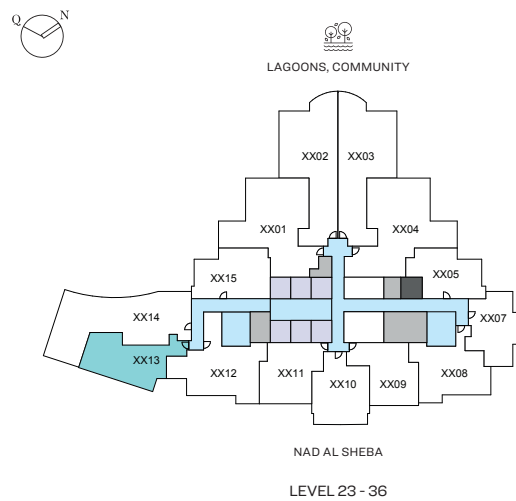 Q N
LAGOONS, COMMUNITY
XX02 XX03
XX01 XX04
XX15 XX05
XX14 XX07
XX13
XX12 XX11 XX10 XX09 XX08
NAD AL SHEBA
LEVEL 23 - 36